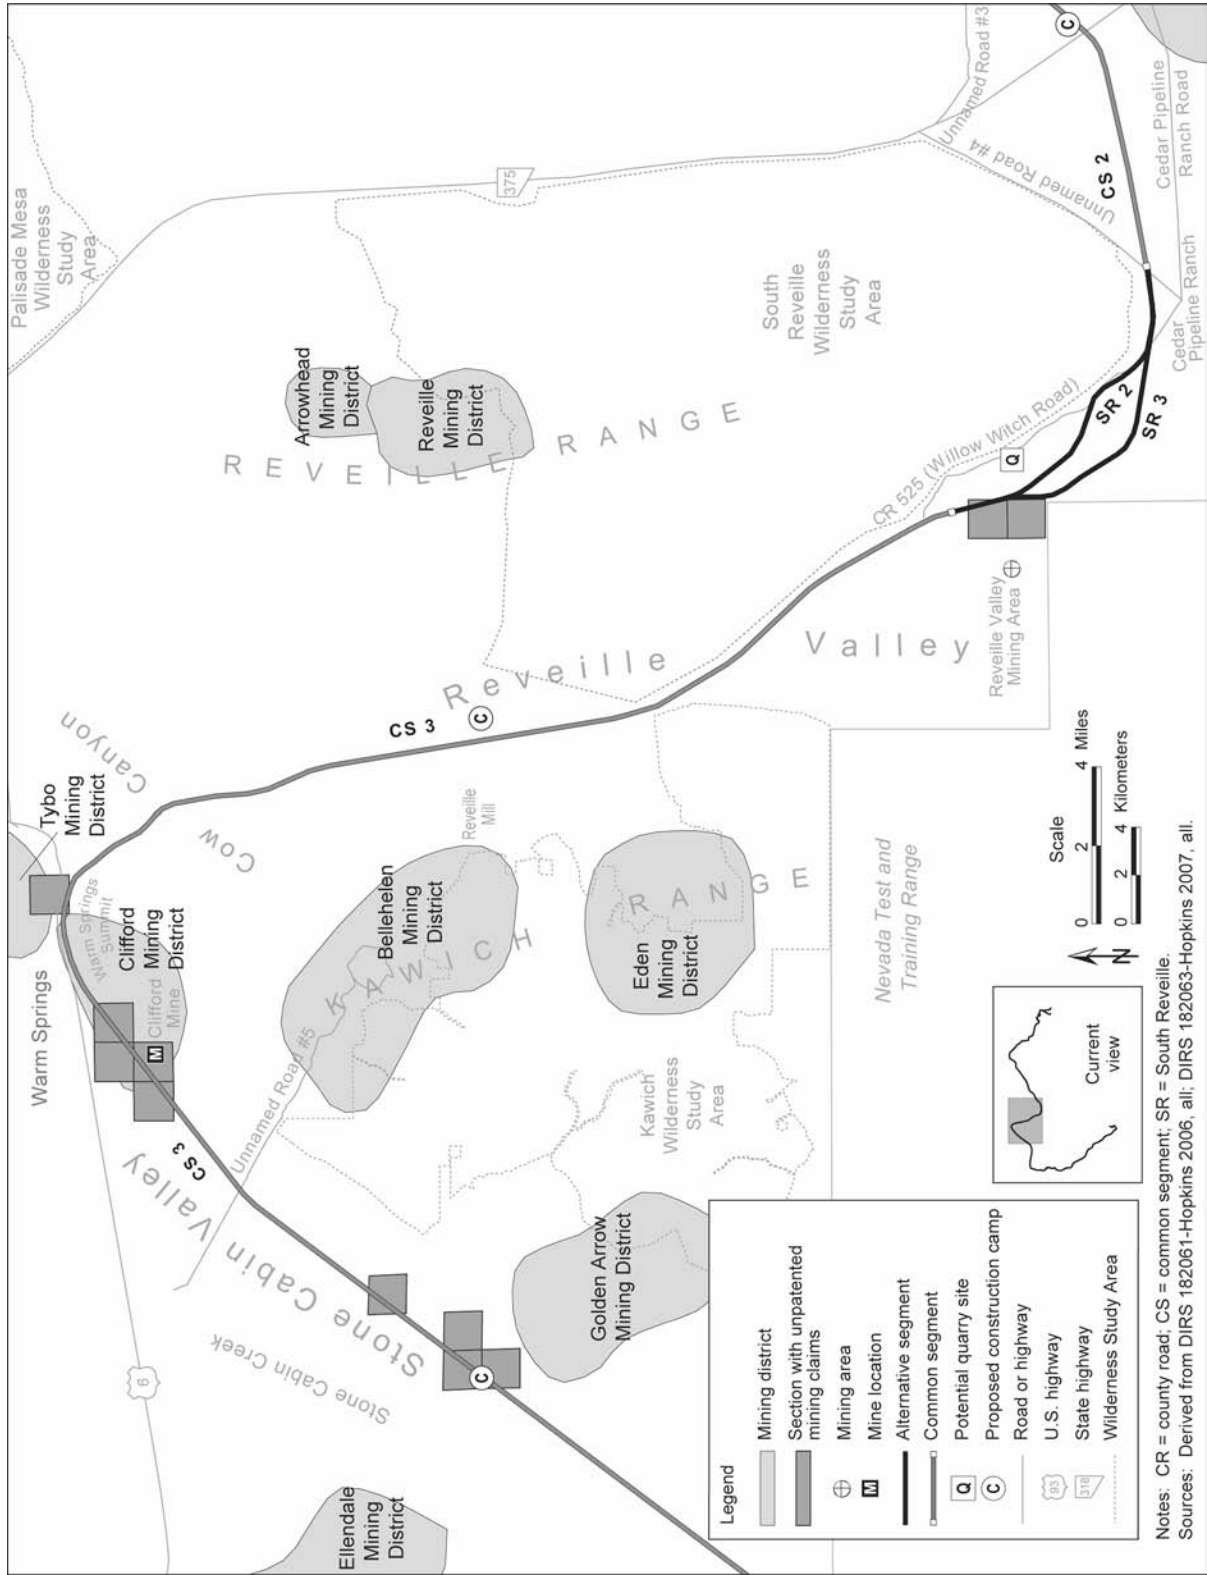 Palisade Mesa
Wilderness
Study
Area
375
Unnamed Road #3
C
Unnamed Road #4
CS 2
Cedar Pipeline
Ranch Road
Cedar
Pipeline Ranch
South
Reveille
Wilderness
Study
Area
Arrowhead
Mining
District
Reveille
Mining
District
REVEILLE RANGE
CR 525 (Willow Witch Road)
SR 2
SR 3
Q
Reveille Valley
Mining Area
Reveille Valley
CS 3
C
Cow Canyon
Tybo
Mining
District
Warm Springs
Summit
Clifford
Mining
District
Clifford
Mine
M
Warm Springs
Reveille
Mill
Bellehelen
Mining
District
KAWICH RANGE
Eden
Mining
District
Unnamed Road #5
CS 3
Kawich
Wilderness
Study
Area
Stone Cabin Valley
Stone Cabin Creek
6
C
Golden Arrow
Mining District
Ellendale
Mining
District
Nevada Test and
Training Range
Current
view
N
Scale
0 2 4 Miles
0 2 4 Kilometers
Legend
Mining district
Section with unpatented
mining claims
Mining area
M Mine location
Alternative segment
Common segment
Q Potential quarry site
C Proposed construction camp
Road or highway
93 U.S. highway
318 State highway
Wilderness Study Area
Notes: CR = county road; CS = common segment; SR = South Reveille.
Sources: Derived from DIRS 182061-Hopkins 2006, all; DIRS 182063-Hopkins 2007, all.